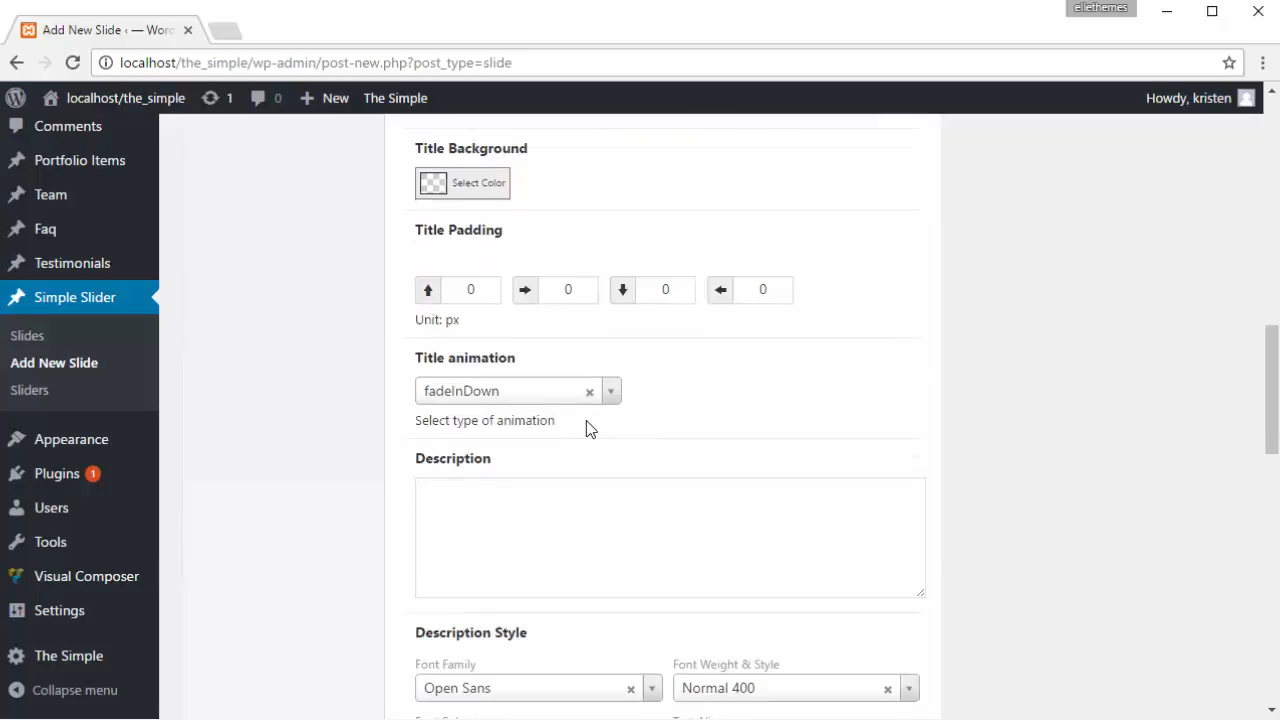 ellethemes
Add New Slide ‹ — Word
localhost/the_simple/wp-admin/post-new.php?post_type=slide
localhost/the_simple 1 0 New The Simple Howdy, kristen
Comments
Portfolio Items
Team
Faq
Testimonials
Simple Slider
Slides
Add New Slide
Sliders
Appearance
Plugins 1
Users
Tools
Visual Composer
Settings
The Simple
Collapse menu
Title Background
Select Color
Title Padding
0 0 0 0
Unit: px
Title animation
fadeInDown
Select type of animation
Description
Description Style
Font Family Font Weight & Style
Open Sans Normal 400